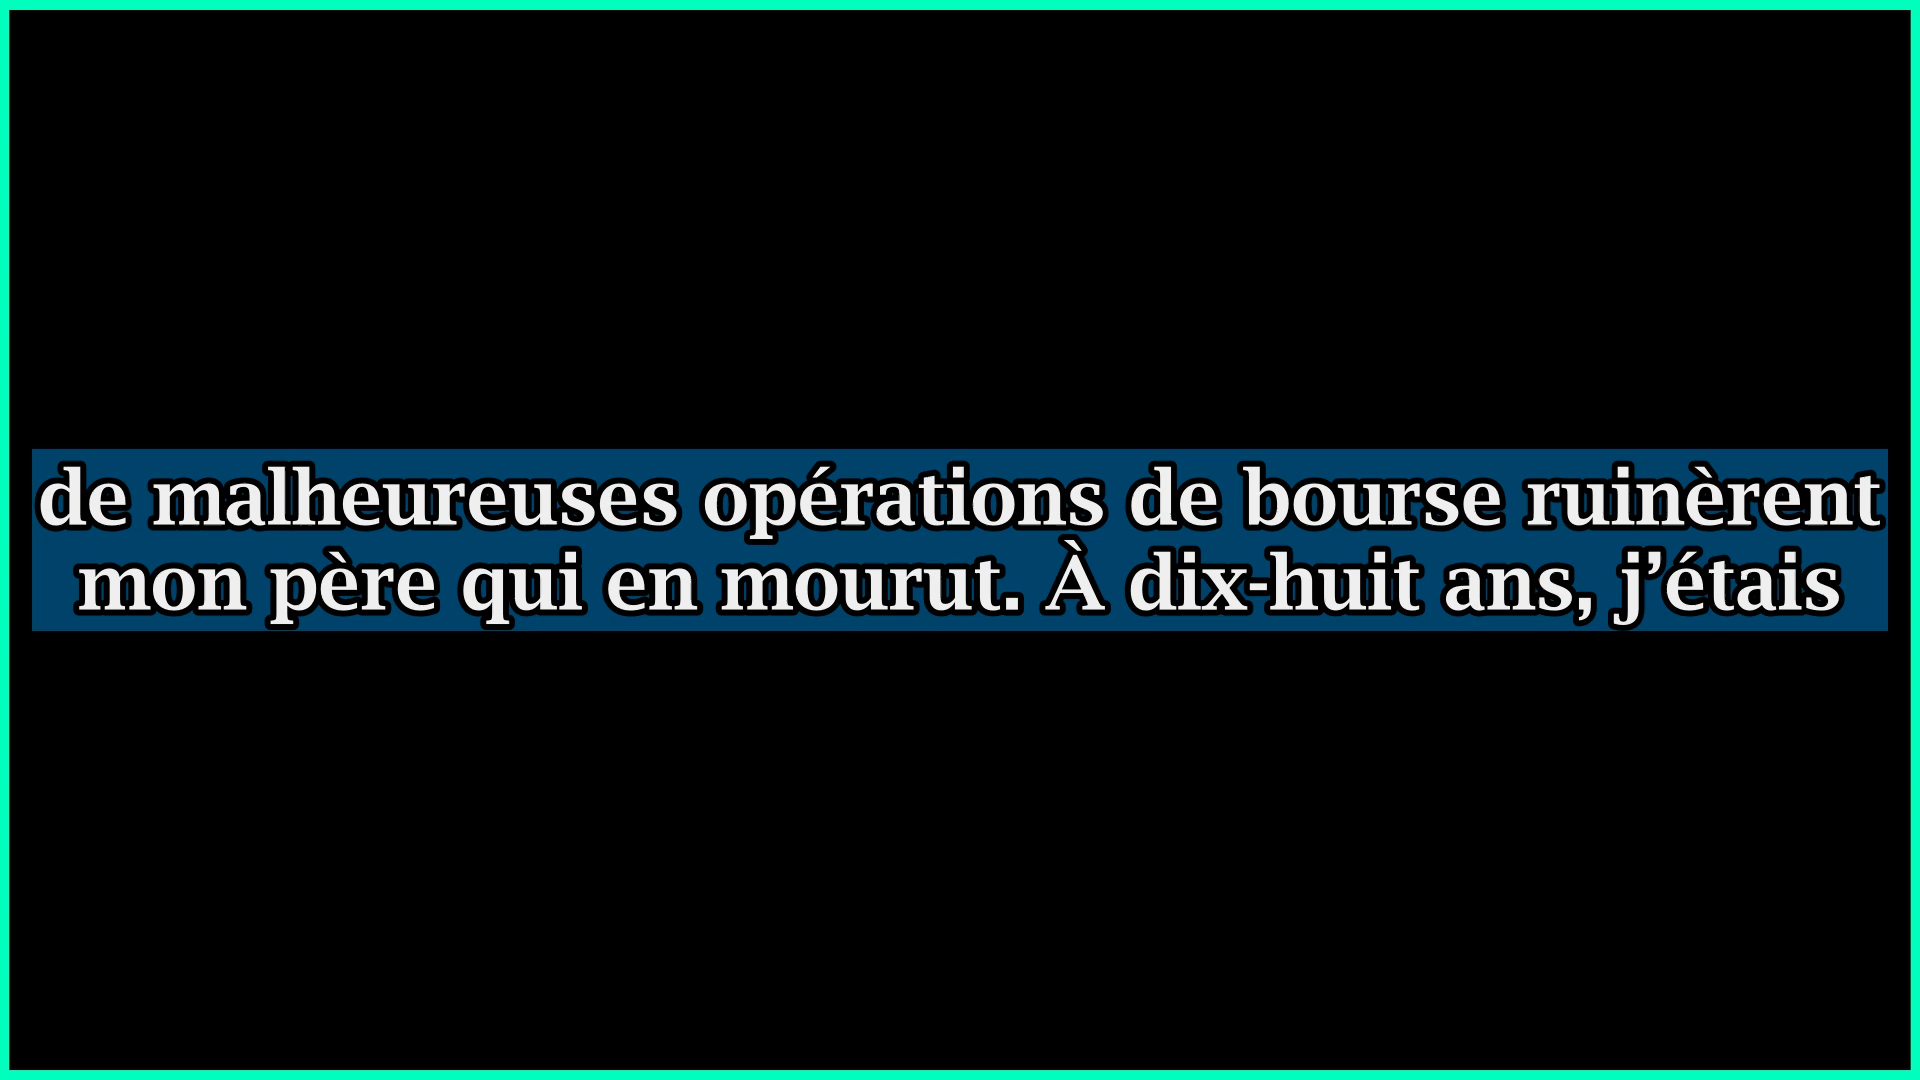 de malheureuses opérations de bourse ruinèrent
mon père qui en mourut. À dix-huit ans, j’étais